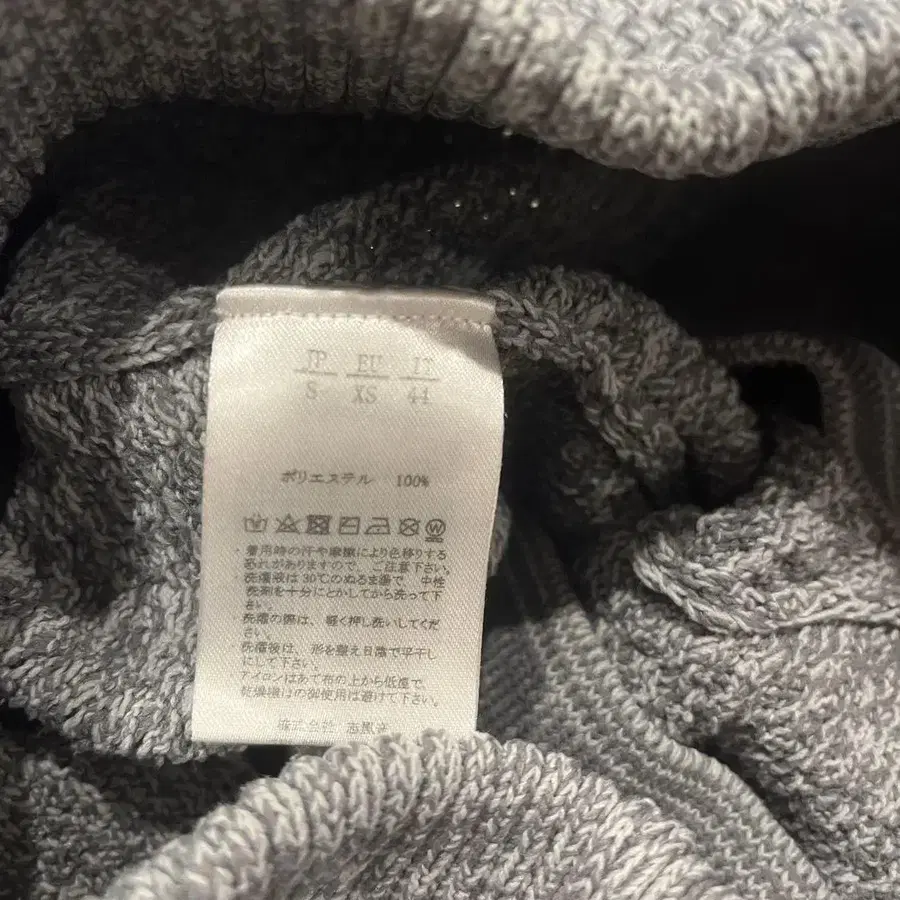 JP EU IT
S XS 44
ポリエステル 100%
・着用時の汗や摩擦により色移りする
恐れがありますので、ご注意下さい。
・洗濯液は30℃のぬるま湯で、中性
洗剤を十分にとかしてから洗って下
さい。
・洗濯の際は、軽く押し洗いしてくだ
さい。
・洗濯後は、形を整え日陰で平干し
にして下さい。
アイロンはあて布の上から低温で、
乾燥機はの御使用は避けて下さい。
株式会社